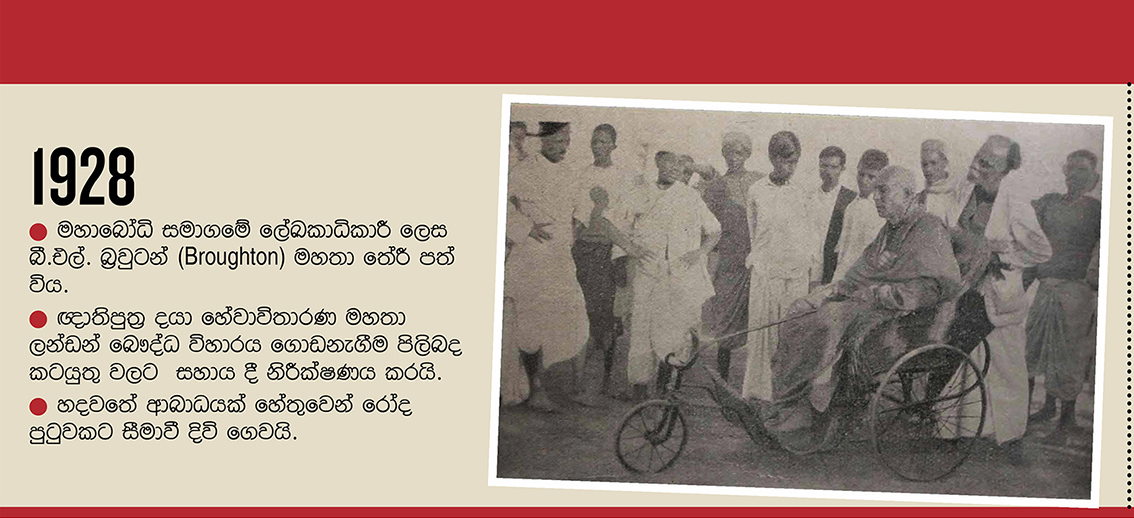 1928
● මහාබෝධි සමාගමේ ලේඛකාධිකාරී ලෙස
බී.එල්. බ්‍රවුටන් (Broughton) මහතා තේරී පත්
විය.
● ඥාතිපුත්‍ර දයා හේවාවිතාරණ මහතා
ලන්ඩන් බෞද්ධ විහාරය ගොඩනැගීම පිලිබඳ
කටයුතු වලට සහාය දී නිරීක්ෂණය කරයි.
● හදවතේ ආබාධයක් හේතුවෙන් රෝද
පුටුවකට සීමාවී දිවි ගෙවයි.